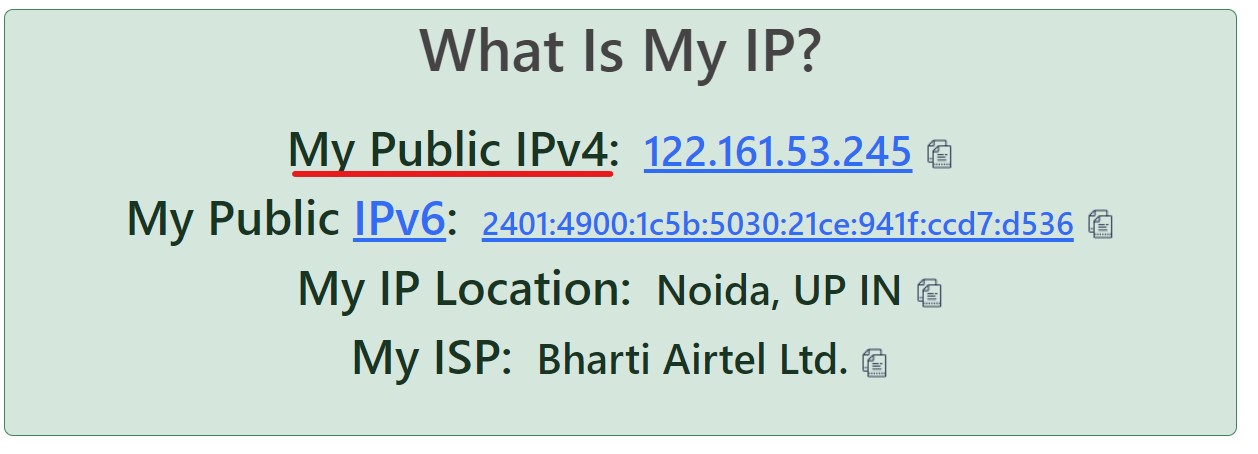 What Is My IP?
My Public IPv4: 122.161.53.245
My Public IPv6: 2401:4900:1c5b:5030:21ce:941f:ccd7:d536
My IP Location: Noida, UP IN
My ISP: Bharti Airtel Ltd.